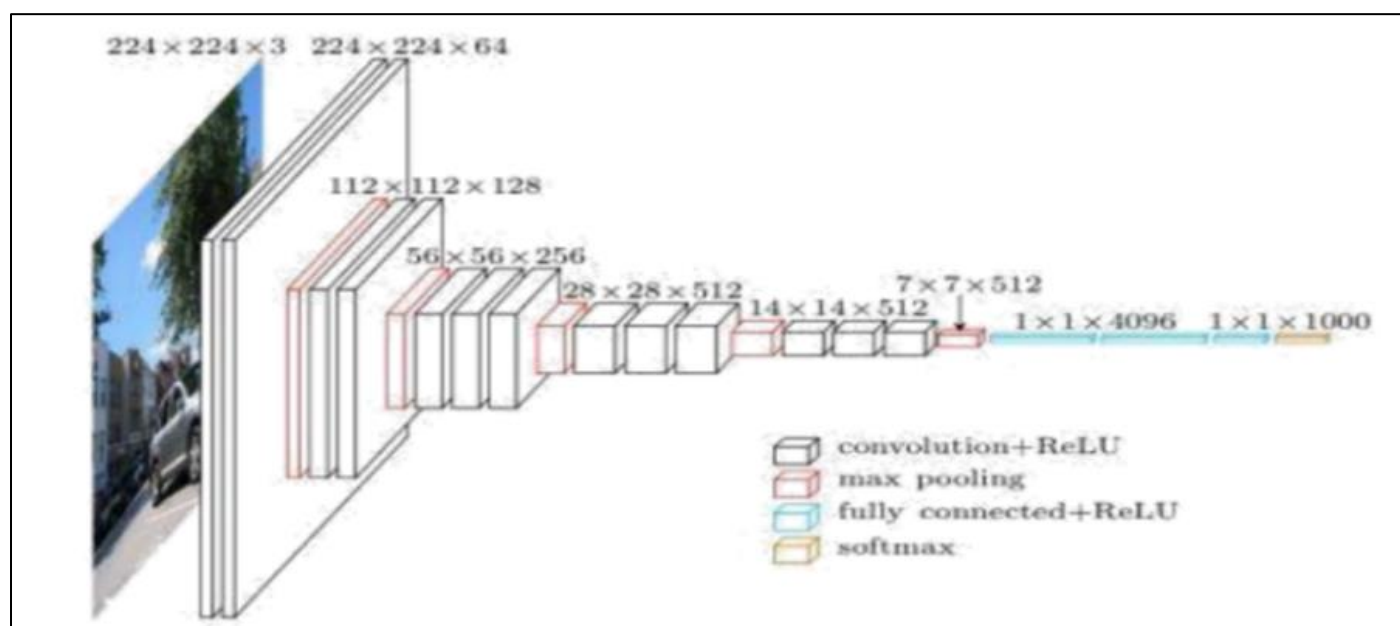 224×224×3
224×224×64
112×112×128
56×56×256
28×28×512
14×14×512
7×7×512
1×1×4096
1×1×1000
convolution+ReLU
max pooling
fully connected+ReLU
softmax